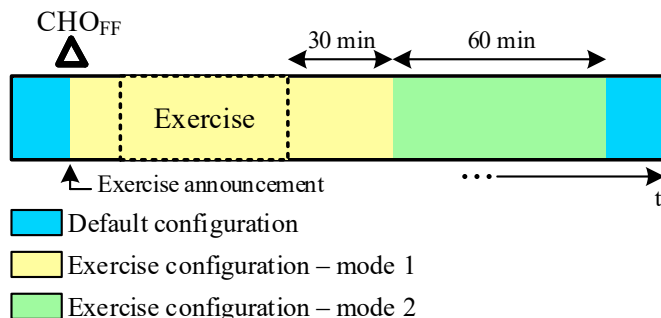 CHOFF
30 min
60 min
Exercise
Exercise announcement
...
t
Default configuration
Exercise configuration – mode 1
Exercise configuration – mode 2